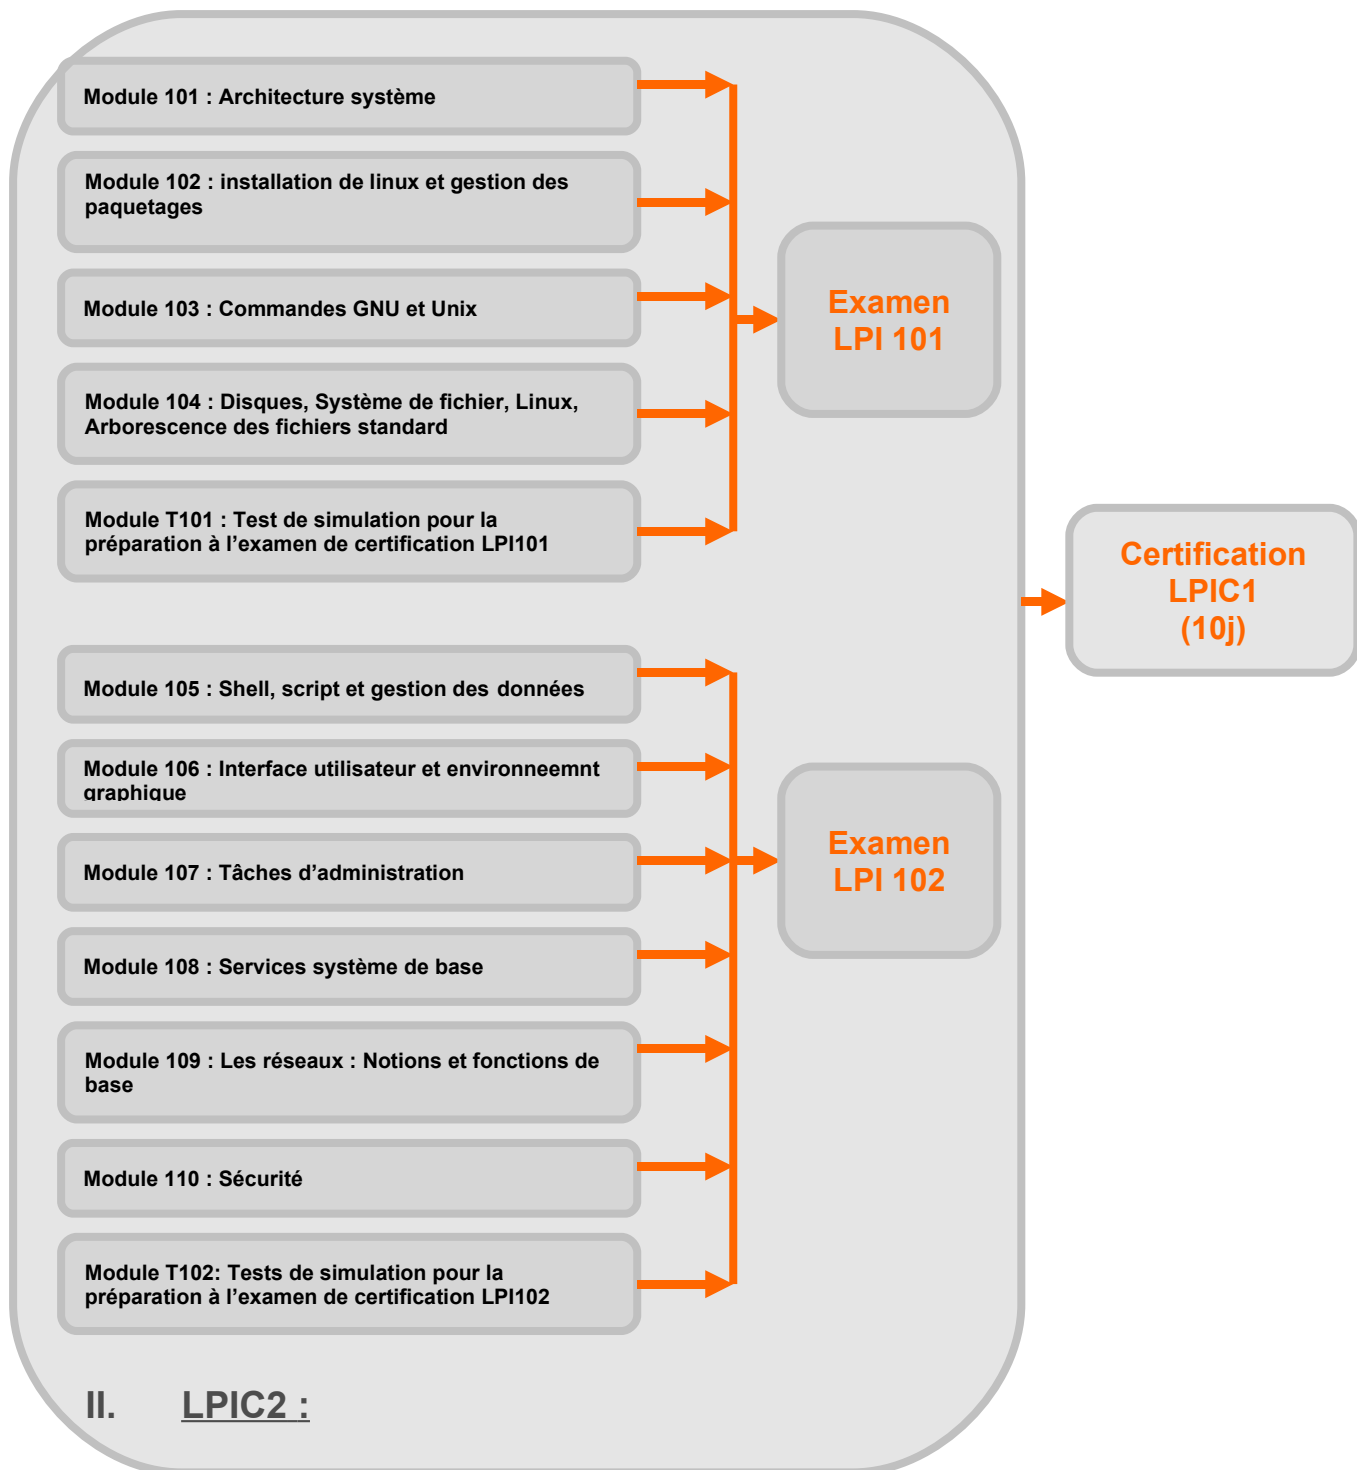 Module 101 : Architecture système
Module 102 : installation de linux et gestion des
paquetages
Module 103 : Commandes GNU et Unix
Module 104 : Disques, Système de fichier, Linux,
Arborescence des fichiers standard
Module T101 : Test de simulation pour la
préparation à l’examen de certification LPI101
Examen
LPI 101
Certification
LPIC1
(10j)
Module 105 : Shell, script et gestion des données
Module 106 : Interface utilisateur et environneemnt
graphique
Module 107 : Tâches d’administration
Module 108 : Services système de base
Module 109 : Les réseaux : Notions et fonctions de
base
Module 110 : Sécurité
Module T102: Tests de simulation pour la
préparation à l’examen de certification LPI102
Examen
LPI 102
II. LPIC2 :